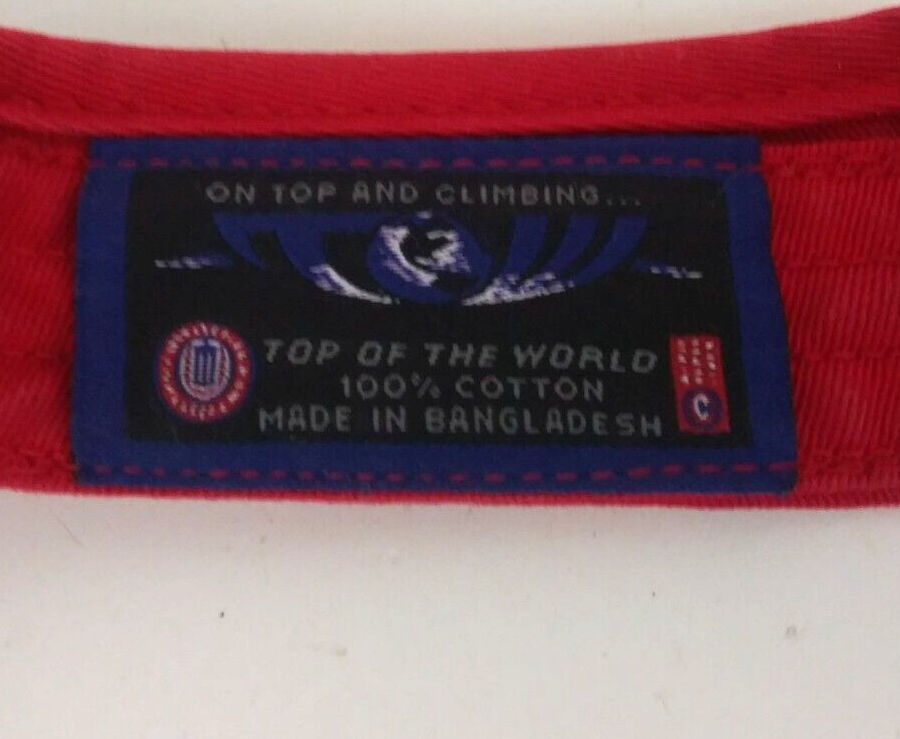 ON TOP AND CLIMBING...
TOP OF THE WORLD
100% COTTON
MADE IN BANGLADESH
C